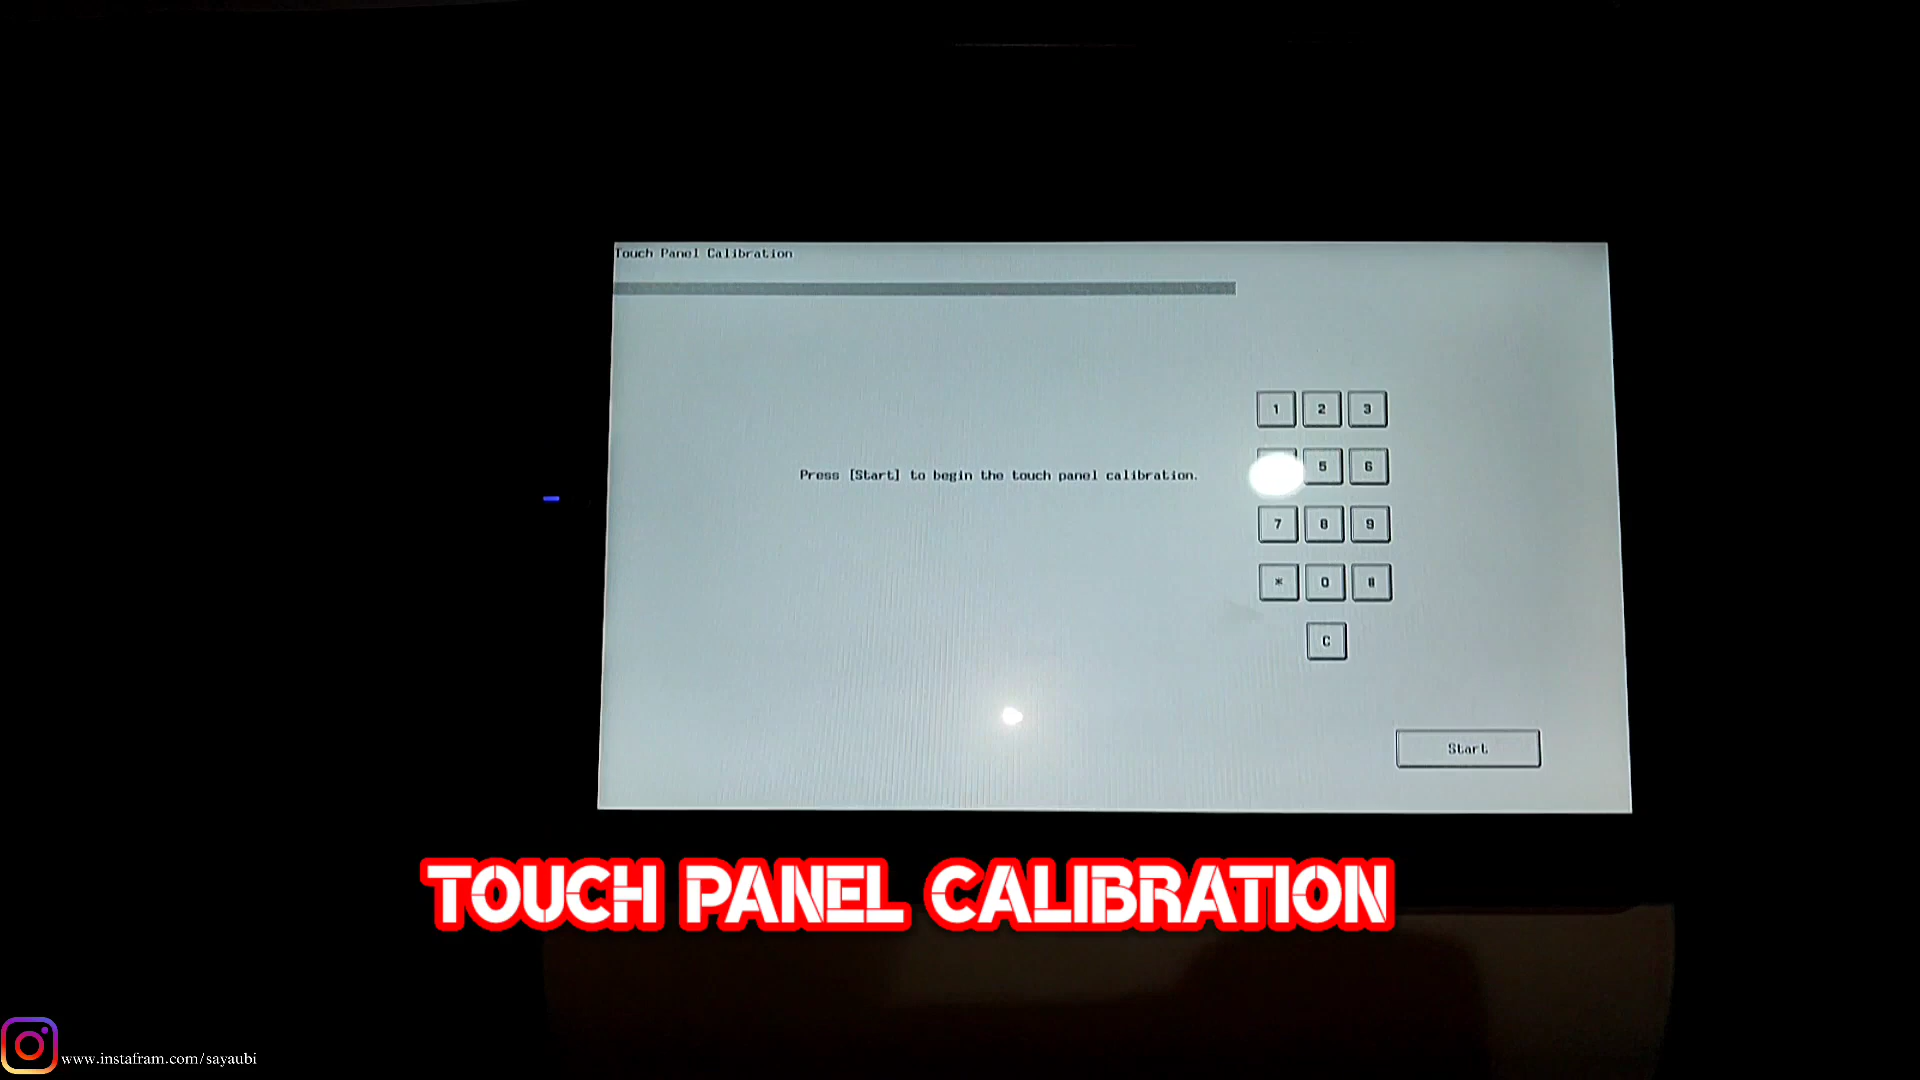 Touch Panel Calibration
Press [Start] to begin the touch panel calibration.
1 2 3
5 6
7 8 9
* 0 #
C
Start
TOUCH PANEL CALIBRATION
www.instafram.com/sayaubi